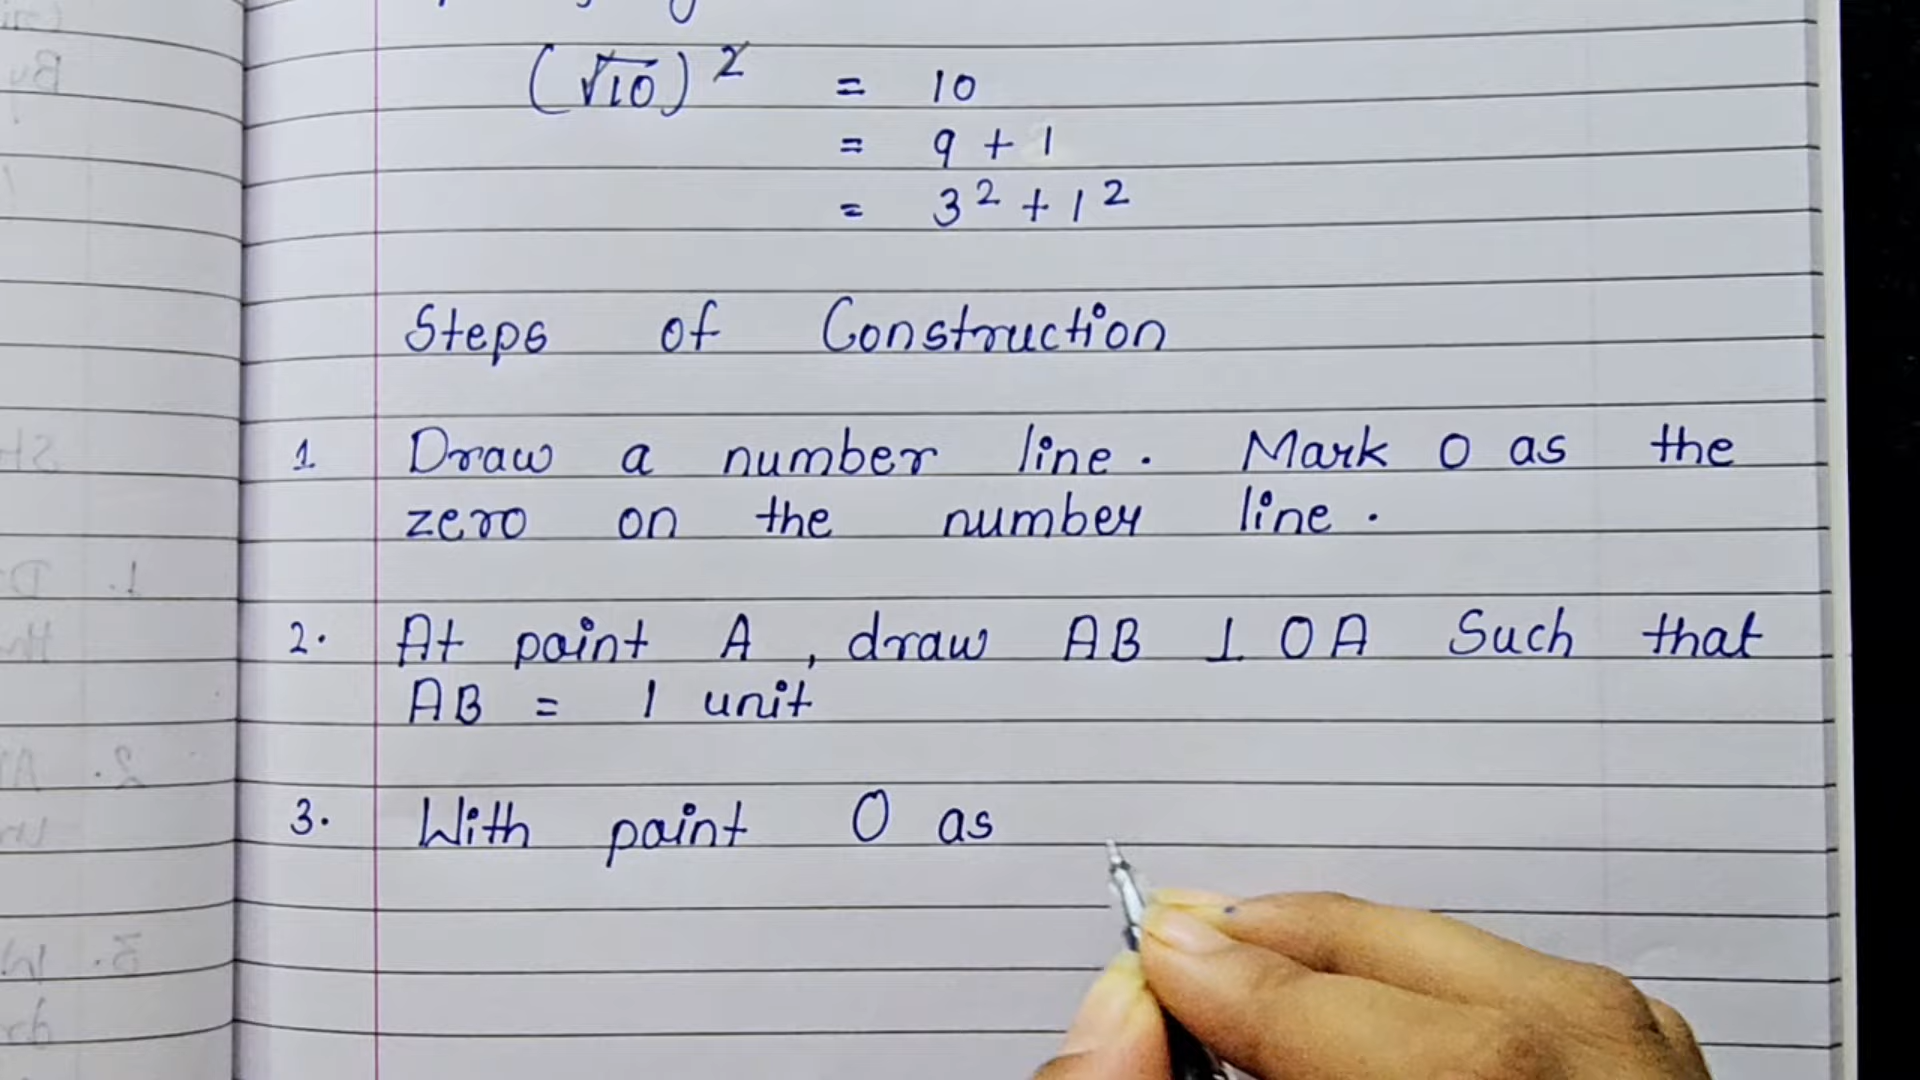 (√10)² = 10
= 9 + 1
= 3² + 1²
Steps of Construction
1 Draw a number line. Mark O as the
zero on the number line.
2. At point A, draw AB ⊥ OA Such that
AB = 1 unit
3. With point O as